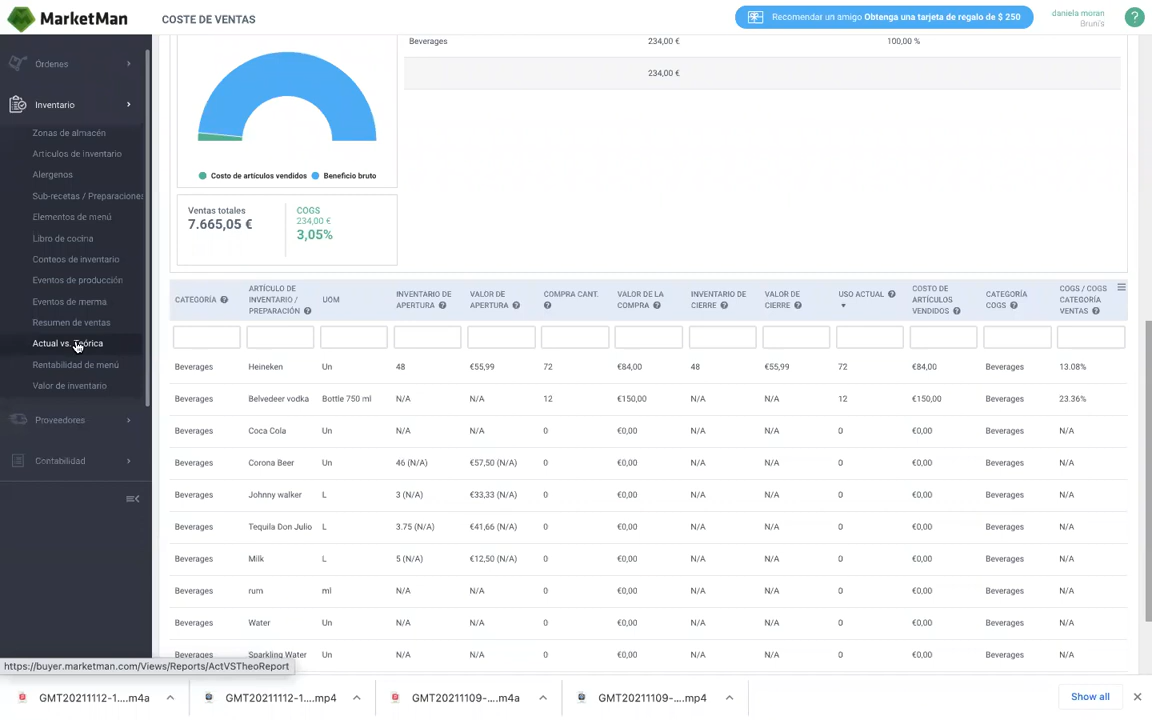 MarketMan
COSTE DE VENTAS
Recomendar un amigo Obtenga una tarjeta de regalo de $ 250
daniela moran
Bruni's
?
Órdenes
Inventario
Zonas de almacén
Articulos de inventario
Alergenos
Sub-recetas / Preparaciones
Elementos de menú
Libro de cocina
Conteos de inventario
Eventos de producción
Eventos de merma
Resumen de ventas
Actual vs. Teórica
Rentabilidad de menú
Valor de inventario
Proveedores
Contabilidad
Beverages 234,00 € 100,00 %
234,00 €
Costo de artículos vendidos Beneficio bruto
Ventas totales
7.665,05 €
COGS
234,00 €
3,05%
CATEGORÍA ARTÍCULO DE INVENTARIO / PREPARACIÓN UOM INVENTARIO DE APERTURA VALOR DE APERTURA COMPRA CANT. VALOR DE LA COMPRA INVENTARIO DE CIERRE VALOR DE CIERRE USO ACTUAL COSTO DE ARTÍCULOS VENDIDOS CATEGORÍA COGS COGS / COGS CATEGORÍA VENTAS
Beverages Heineken Un 48 €55,99 72 €84,00 48 €55,99 72 €84,00 Beverages 13.08%
Beverages Belvedeer vodka Bottle 750 ml N/A N/A 12 €150,00 N/A N/A 12 €150,00 Beverages 23.36%
Beverages Coca Cola Un N/A N/A 0 €0,00 N/A N/A 0 €0,00 Beverages N/A
Beverages Corona Beer Un 46 (N/A) €57,50 (N/A) 0 €0,00 N/A N/A 0 €0,00 Beverages N/A
Beverages Johnny walker L 3 (N/A) €33,33 (N/A) 0 €0,00 N/A N/A 0 €0,00 Beverages N/A
Beverages Tequila Don Julio L 3.75 (N/A) €41,66 (N/A) 0 €0,00 N/A N/A 0 €0,00 Beverages N/A
Beverages Milk L 5 (N/A) €12,50 (N/A) 0 €0,00 N/A N/A 0 €0,00 Beverages N/A
Beverages rum ml N/A N/A 0 €0,00 N/A N/A 0 €0,00 Beverages N/A
Beverages Water Un N/A N/A 0 €0,00 N/A N/A 0 €0,00 Beverages N/A
Beverages Sparkling Water Un N/A N/A 0 €0,00 N/A N/A 0 €0,00 Beverages N/A
https://buyer.marketman.com/Views/Reports/ActVSTheoReport
GMT20211112-1....m4a
GMT20211112-1....mp4
GMT20211109-....m4a
GMT20211109-....mp4
Show all